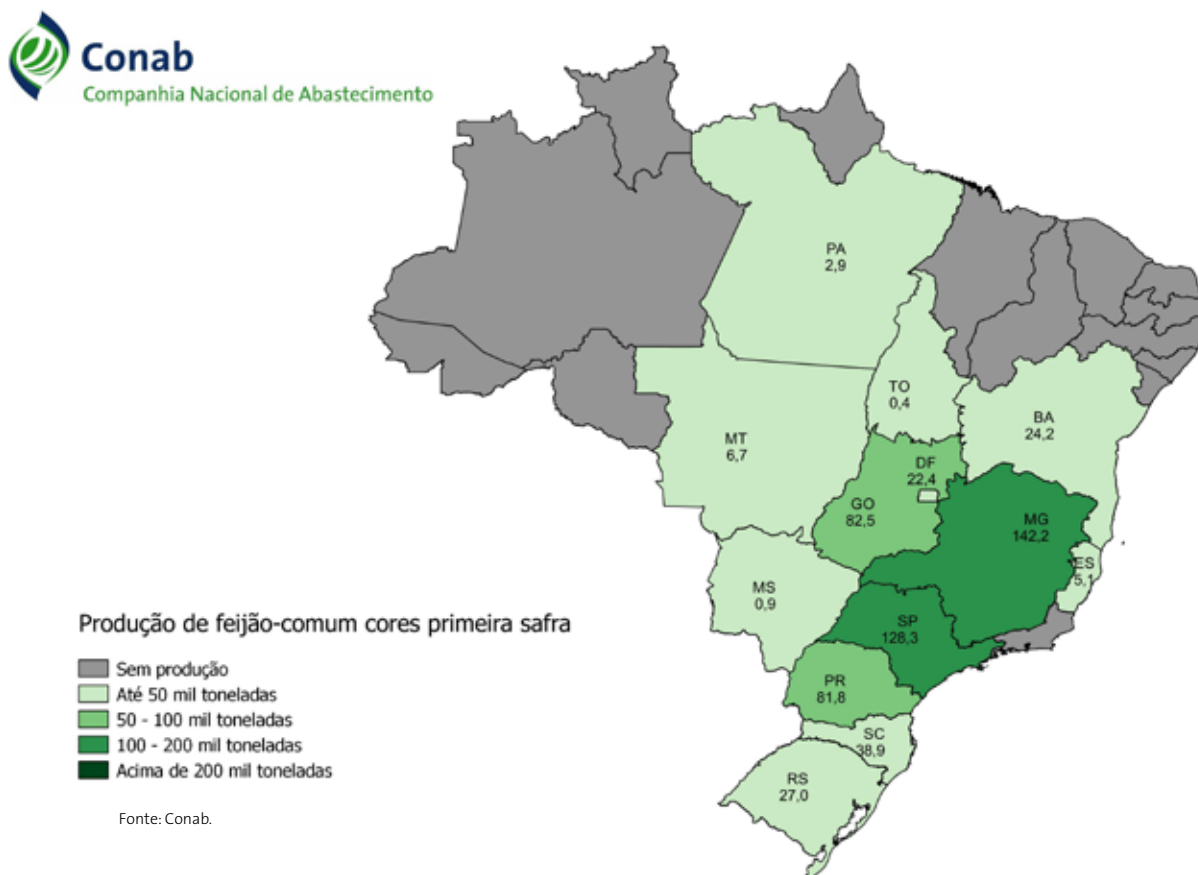 Conab
Companhia Nacional de Abastecimento
PA
2,9
TO
0,4
BA
24,2
MT
6,7
DF
22,4
GO
82,5
MG
142,2
ES
5,1
MS
0,9
SP
128,3
PR
81,8
SC
38,9
RS
27,0
Produção de feijão-comum cores primeira safra
Sem produção
Até 50 mil toneladas
50 - 100 mil toneladas
100 - 200 mil toneladas
Acima de 200 mil toneladas
Fonte: Conab.